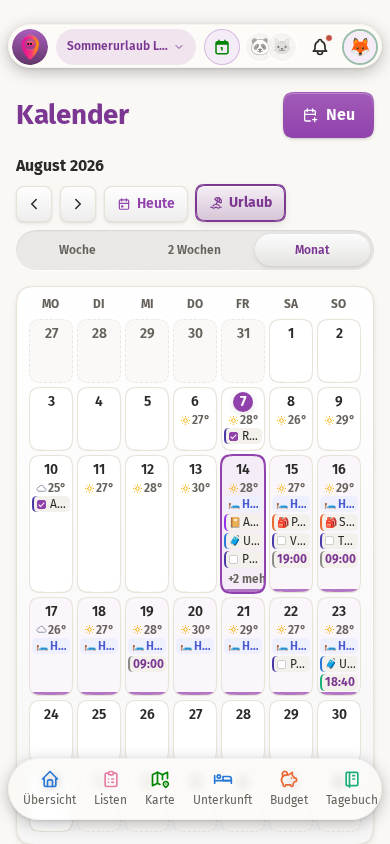 Sommerurlaub L...
Kalender
Neu
August 2026
Heute
Urlaub
Woche 2 Wochen Monat
MO DI MI DO FR SA SO
27 28 29 30 31 1 2
3 4 5 6 7 8 9
27° 28° 26° 29°
R...
10 11 12 13 14 15 16
25° 27° 28° 30° 28° 27° 29°
A... H... H... H...
A... P... S...
U... V... T...
P... 19:00 09:00
+2 meh
17 18 19 20 21 22 23
26° 27° 28° 30° 29° 27° 28°
H... H... H... H... H... H... H...
09:00 P... U...
18:40
24 25 26 27 28 29 30
Übersicht Listen Karte Unterkunft Budget Tagebuch